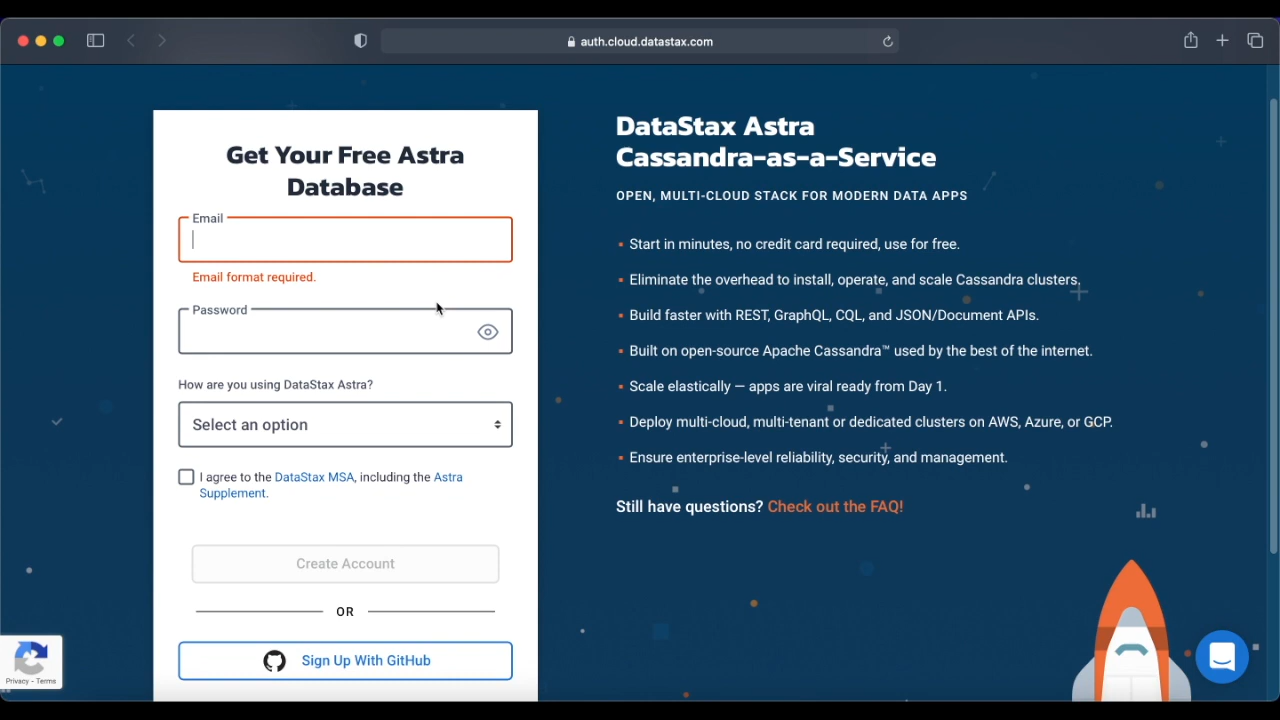 auth.cloud.datastax.com
Get Your Free Astra
Database
Email
Email format required.
Password
How are you using DataStax Astra?
Select an option
I agree to the DataStax MSA, including the Astra
Supplement.
Create Account
OR
Sign Up With GitHub
Privacy - Terms
DataStax Astra
Cassandra-as-a-Service
OPEN, MULTI-CLOUD STACK FOR MODERN DATA APPS
▪ Start in minutes, no credit card required, use for free.
▪ Eliminate the overhead to install, operate, and scale Cassandra clusters.
▪ Build faster with REST, GraphQL, CQL, and JSON/Document APIs.
▪ Built on open-source Apache Cassandra™ used by the best of the internet.
▪ Scale elastically — apps are viral ready from Day 1.
▪ Deploy multi-cloud, multi-tenant or dedicated clusters on AWS, Azure, or GCP.
▪ Ensure enterprise-level reliability, security, and management.
Still have questions? Check out the FAQ!